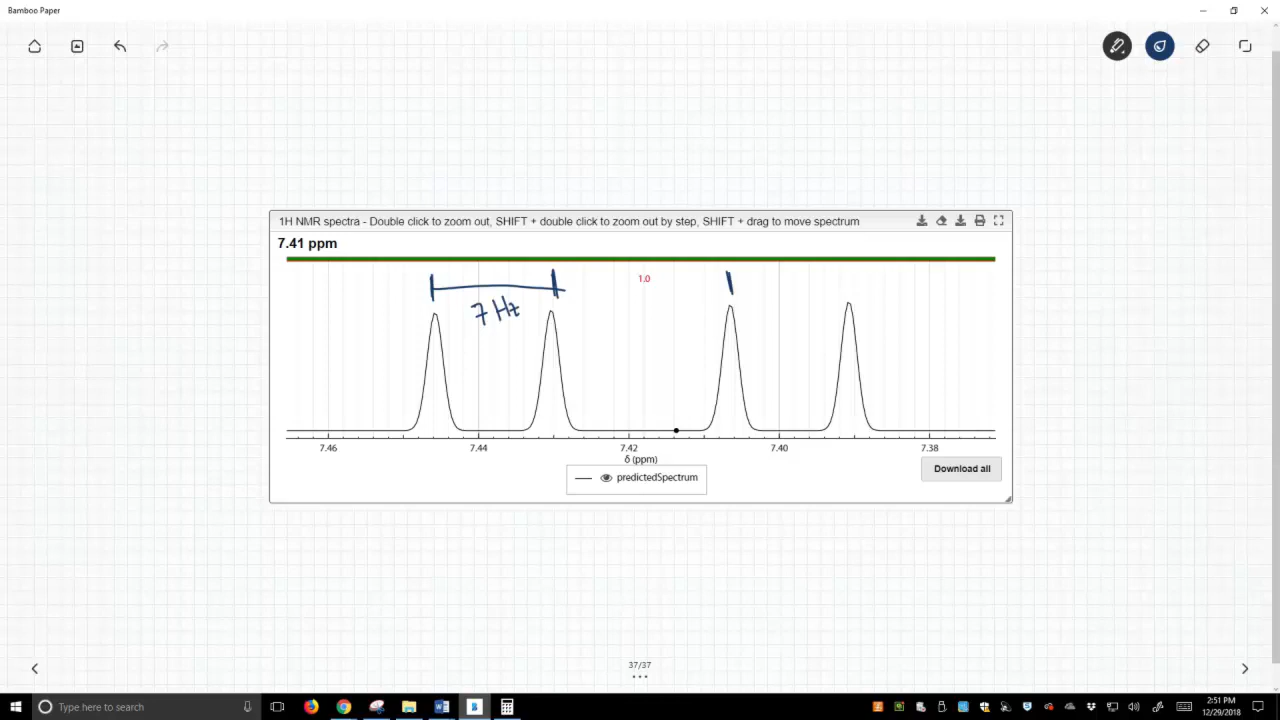 Bamboo Paper
1H NMR spectra - Double click to zoom out, SHIFT + double click to zoom out by step, SHIFT + drag to move spectrum
7.41 ppm
1.0
7 Hz
7.46 7.44 7.42 7.40 7.38
δ (ppm)
predictedSpectrum
Download all
37/37
Type here to search
2:51 PM
12/29/2018